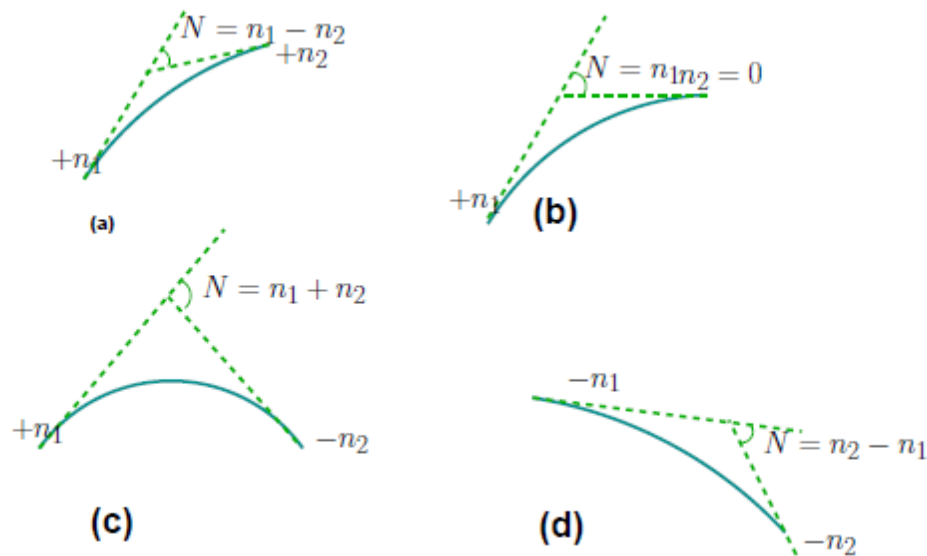 N = n₁ − n₂
+n₂
+n₁
(a)
N = n₁n₂ = 0
+n₁
(b)
N = n₁ + n₂
+n₁
−n₂
(c)
−n₁
N = n₂ − n₁
−n₂
(d)